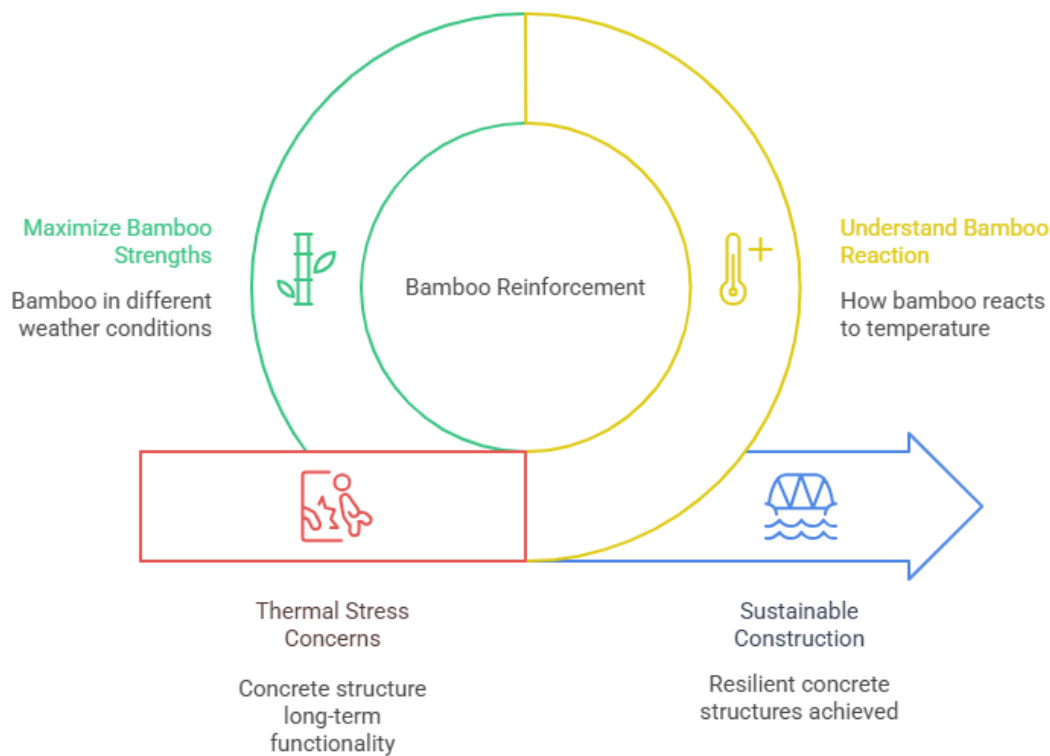 Maximize Bamboo
Strengths
Bamboo in different
weather conditions
Bamboo Reinforcement
Understand Bamboo
Reaction
How bamboo reacts
to temperature
Thermal Stress
Concerns
Concrete structure
long-term
functionality
Sustainable
Construction
Resilient concrete
structures achieved